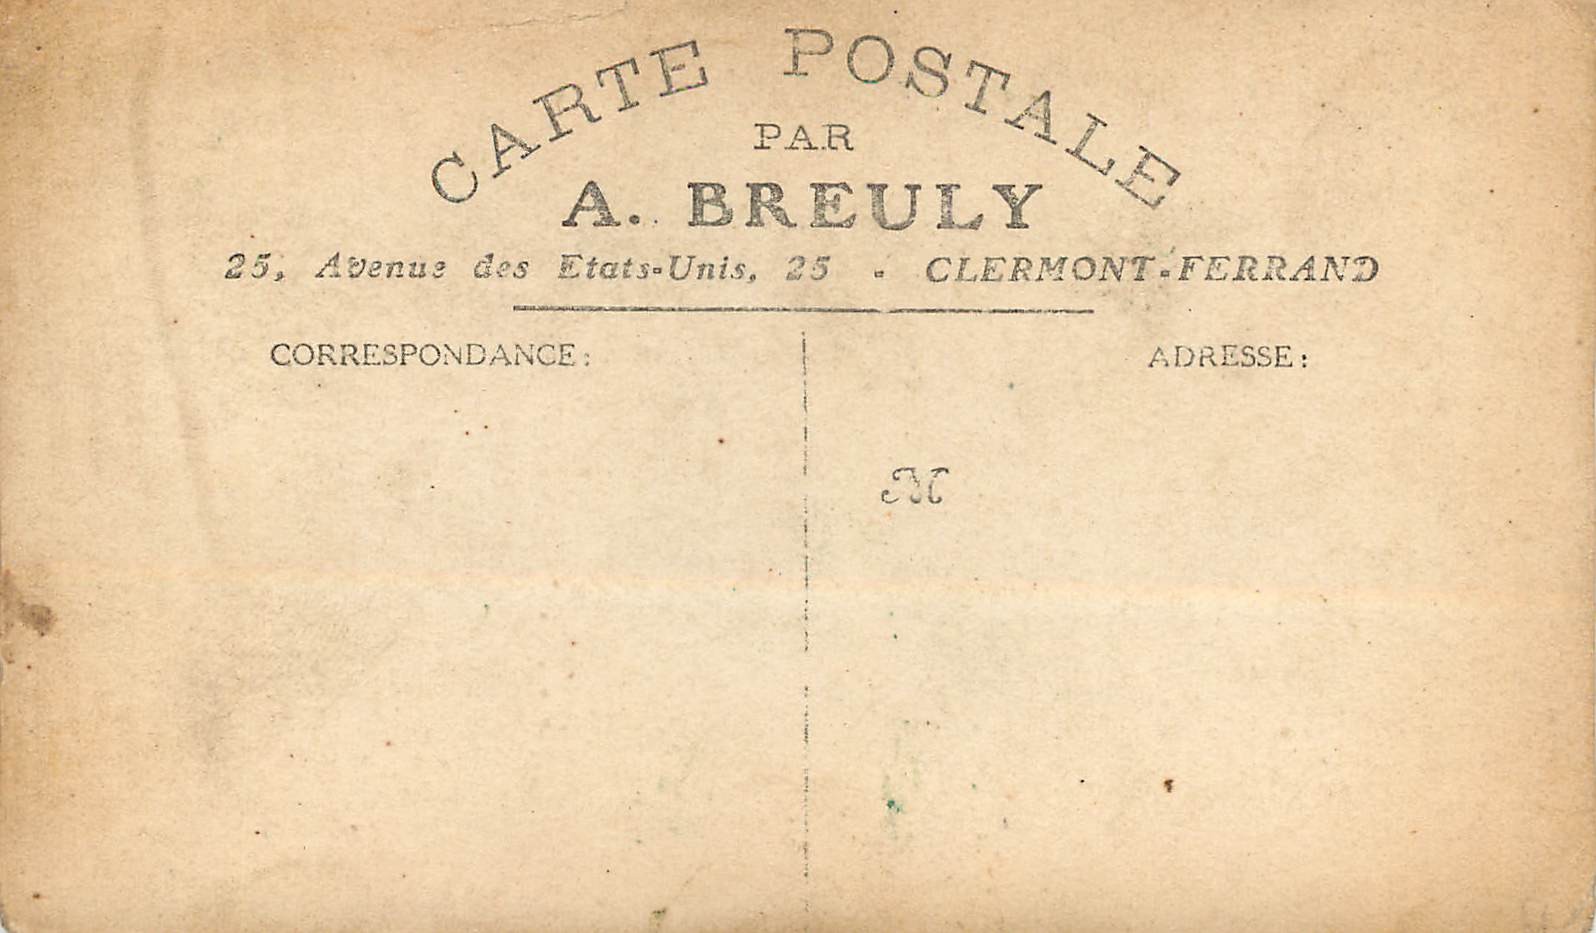 CARTE POSTALE
PAR
A. BREULY
25, Avenue des Etats-Unis, 25 - CLERMONT-FERRAND
CORRESPONDANCE:
ADRESSE:
M